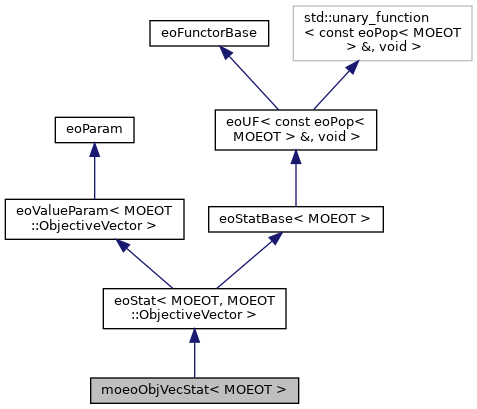 std::unary_function
< const eoPop< MOEOT
> &, void >
eoFunctorBase
eoUF< const eoPop<
MOEOT > &, void >
eoParam
eoValueParam< MOEOT
::ObjectiveVector >
eoStatBase< MOEOT >
eoStat< MOEOT, MOEOT
::ObjectiveVector >
moeoObjVecStat< MOEOT >